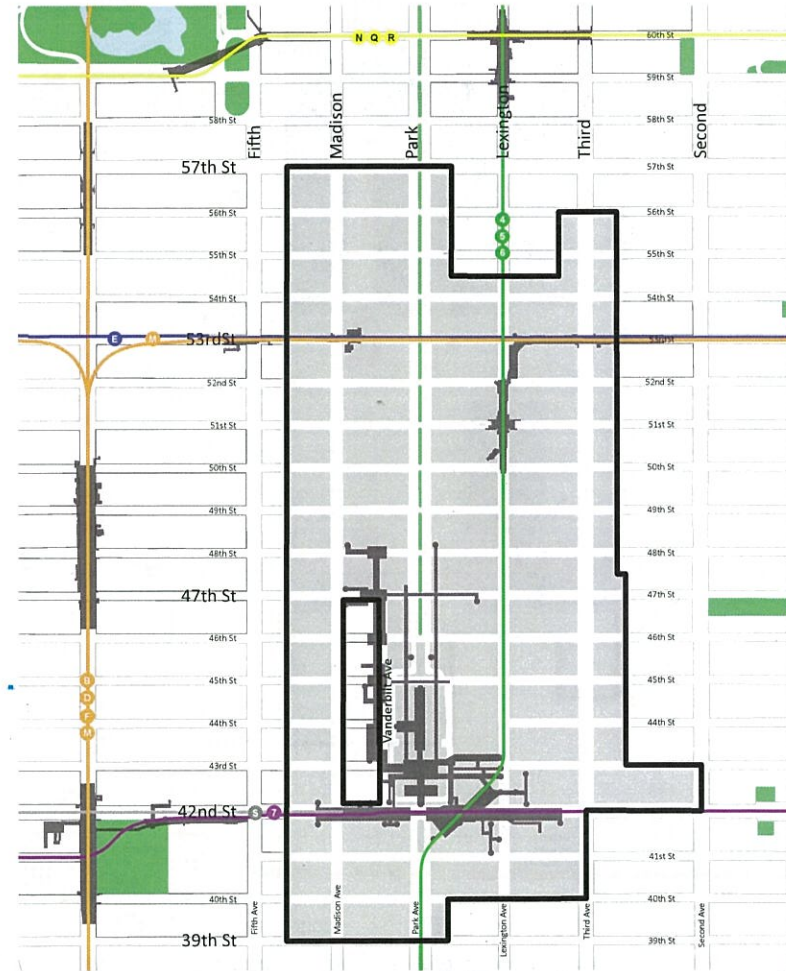 N Q R
60th St
59th St
58th St
58th St
Fifth
Madison
Park
Lexington
Third
Second
57th St
57th St
56th St
56th St
4
5
6
55th St
55th St
54th St
54th St
E
M
53rdSt
52nd St
52nd St
51st St
51st St
50th St
50th St
49th St
49th St
48th St
48th St
47th St
47th St
46th St
46th St
B
D
F
M
45th St
45th St
Vanderbilt Ave
44th St
44th St
43rd St
43rd St
42nd St
S
7
41st St
40th St
40th St
Fifth Ave
Madison Ave
Park Ave
Lexington Ave
Third Ave
Second Ave
39th St
39th St